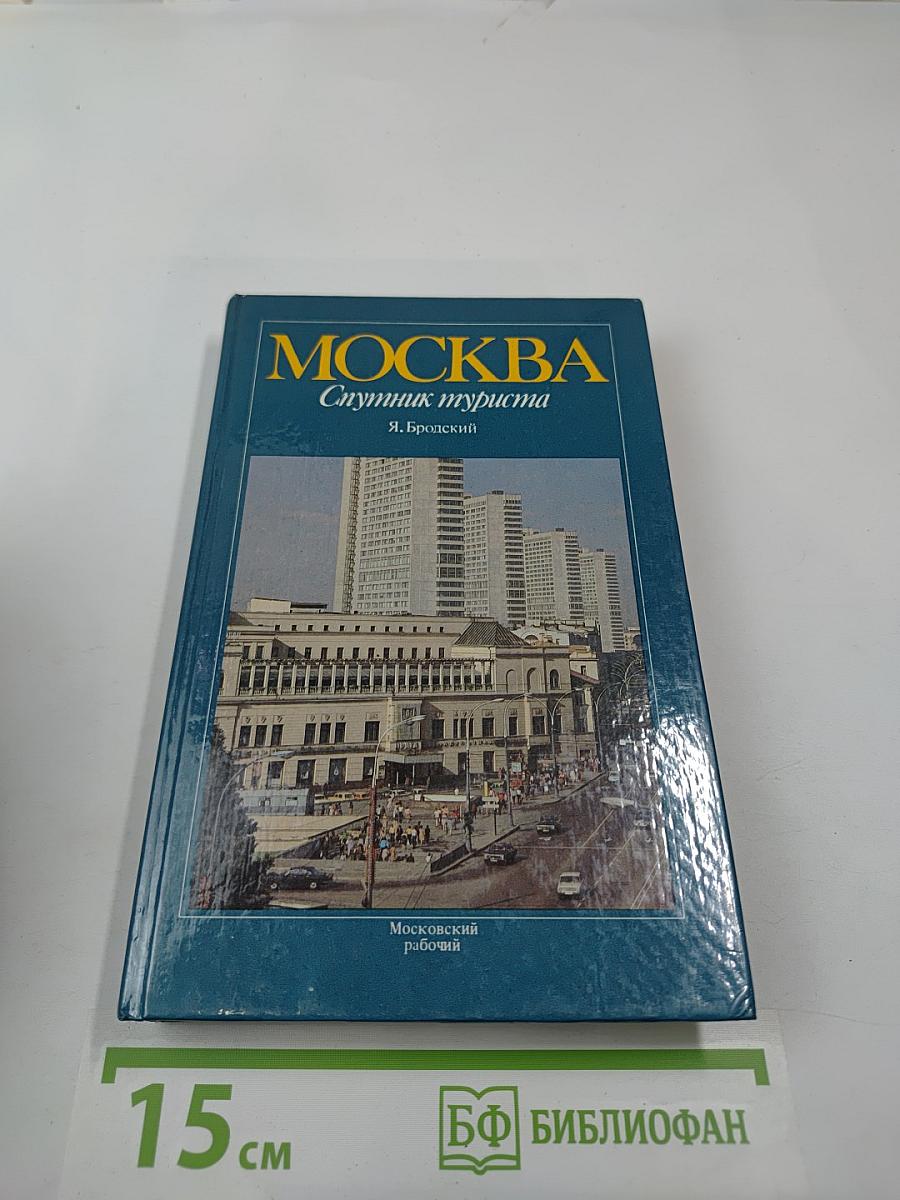 МОСКВА
Спутник туриста
Я. Бродский
Московский
рабочий
15 см
БФ БИБЛИОФАН